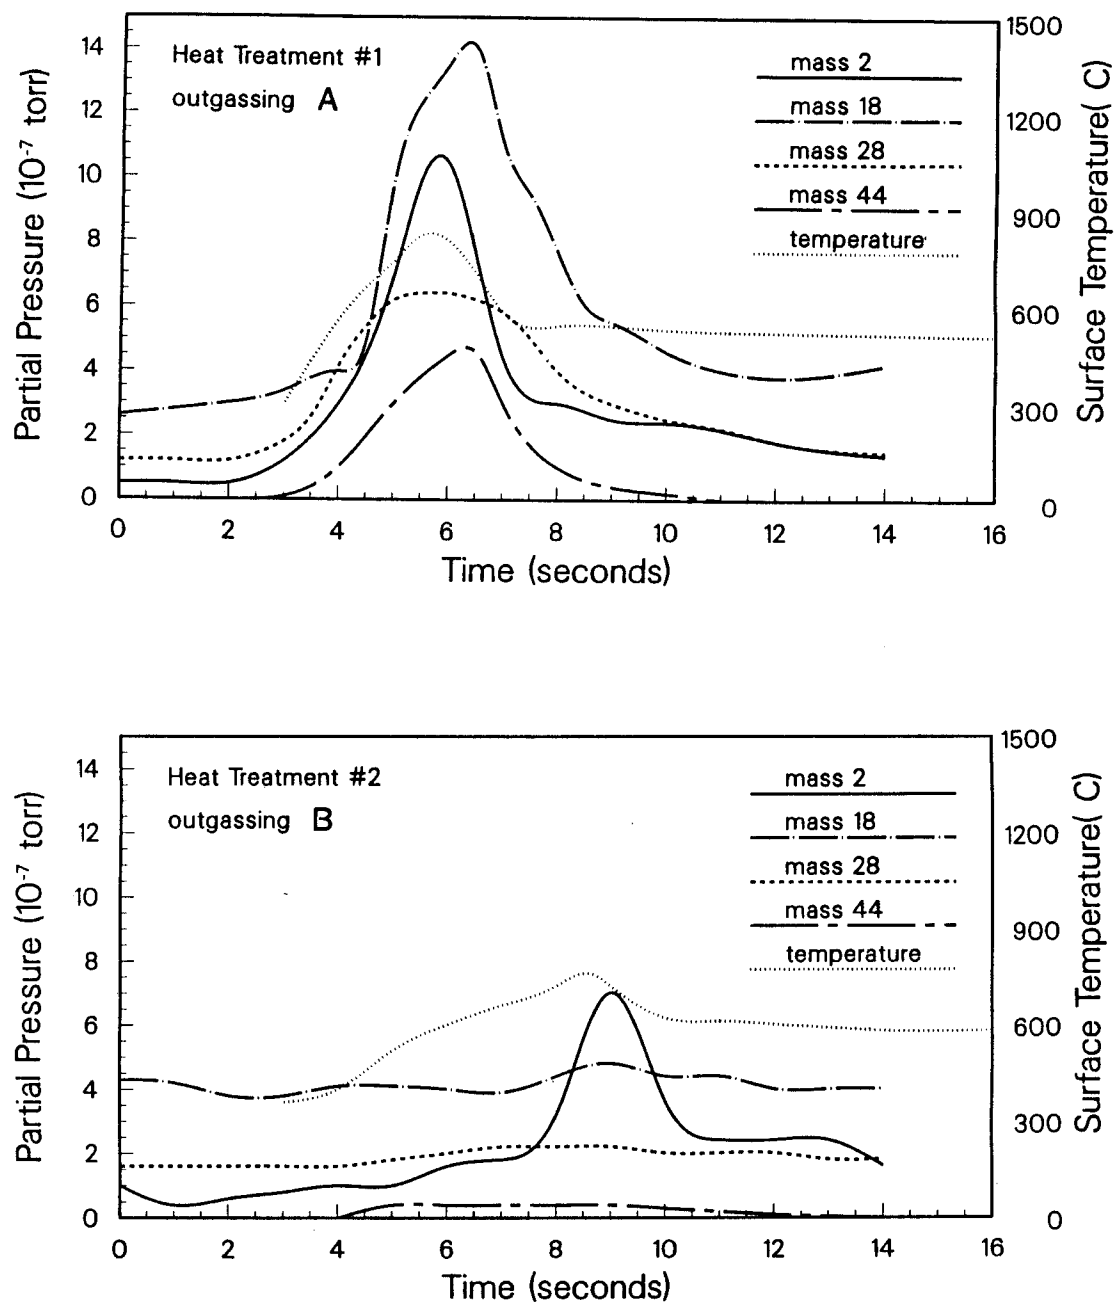 Heat Treatment #1
outgassing A
mass 2
mass 18
mass 28
mass 44
temperature
Partial Pressure (10⁻⁷ torr)
14
12
10
8
6
4
2
0
Surface Temperature( C)
1500
1200
900
600
300
0
0 2 4 6 8 10 12 14 16
Time (seconds)
Heat Treatment #2
outgassing B
mass 2
mass 18
mass 28
mass 44
temperature
Partial Pressure (10⁻⁷ torr)
14
12
10
8
6
4
2
0
Surface Temperature( C)
1500
1200
900
600
300
0
0 2 4 6 8 10 12 14 16
Time (seconds)